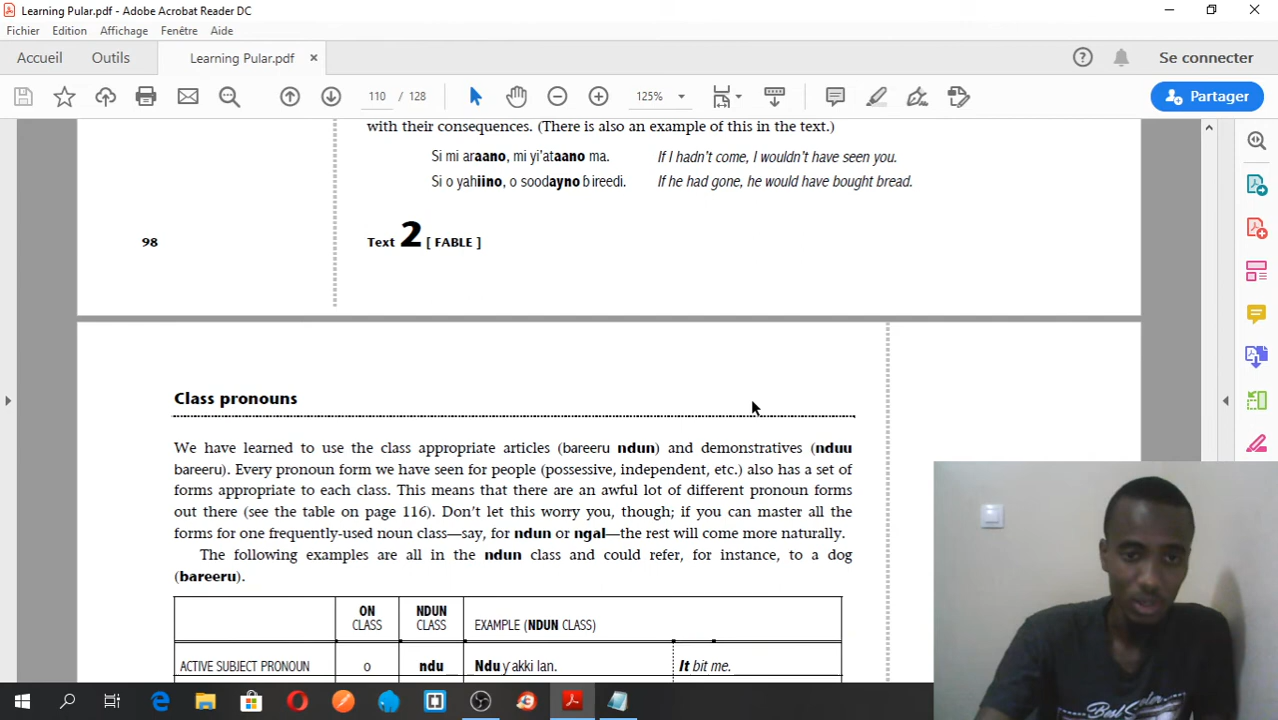 Learning Pular.pdf - Adobe Acrobat Reader DC
Fichier Edition Affichage Fenêtre Aide
Accueil Outils Learning Pular.pdf × Se connecter
110 / 128 125% Partager
with their consequences. (There is also an example of this in the text.)
Si mi araano, mi yi'ataano ma. If I hadn't come, I wouldn't have seen you.
Si o yahiino, o soodayno ɓireedi. If he had gone, he would have bought bread.
98 Text 2 [ FABLE ]
Class pronouns
We have learned to use the class appropriate articles (bareeru ndun) and demonstratives (nduu
bareeru). Every pronoun form we have seen for people (possessive, independent, etc.) also has a set of
forms appropriate to each class. This means that there are an awful lot of different pronoun forms
out there (see the table on page 116). Don't let this worry you, though; if you can master all the
forms for one frequently-used noun class—say, for ndun or ngal—the rest will come more naturally.
The following examples are all in the ndun class and could refer, for instance, to a dog
(bareeru).
ON CLASS NDUN CLASS EXAMPLE (NDUN CLASS)
ACTIVE SUBJECT PRONOUN o ndu Ndu y'akki lan. It bit me.